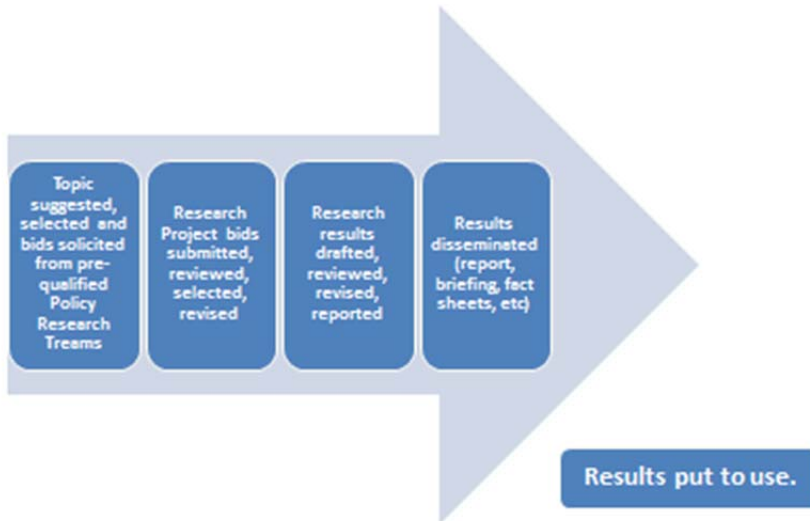 Topic
suggested,
selected and
bids solicited
from pre-
qualified
Policy
Research
Treams
Research
Project bids
submitted,
reviewed,
selected,
revised
Research
results
drafted,
reviewed,
revised,
reported
Results
disseminated
(report,
briefing, fact
sheets, etc)
Results put to use.